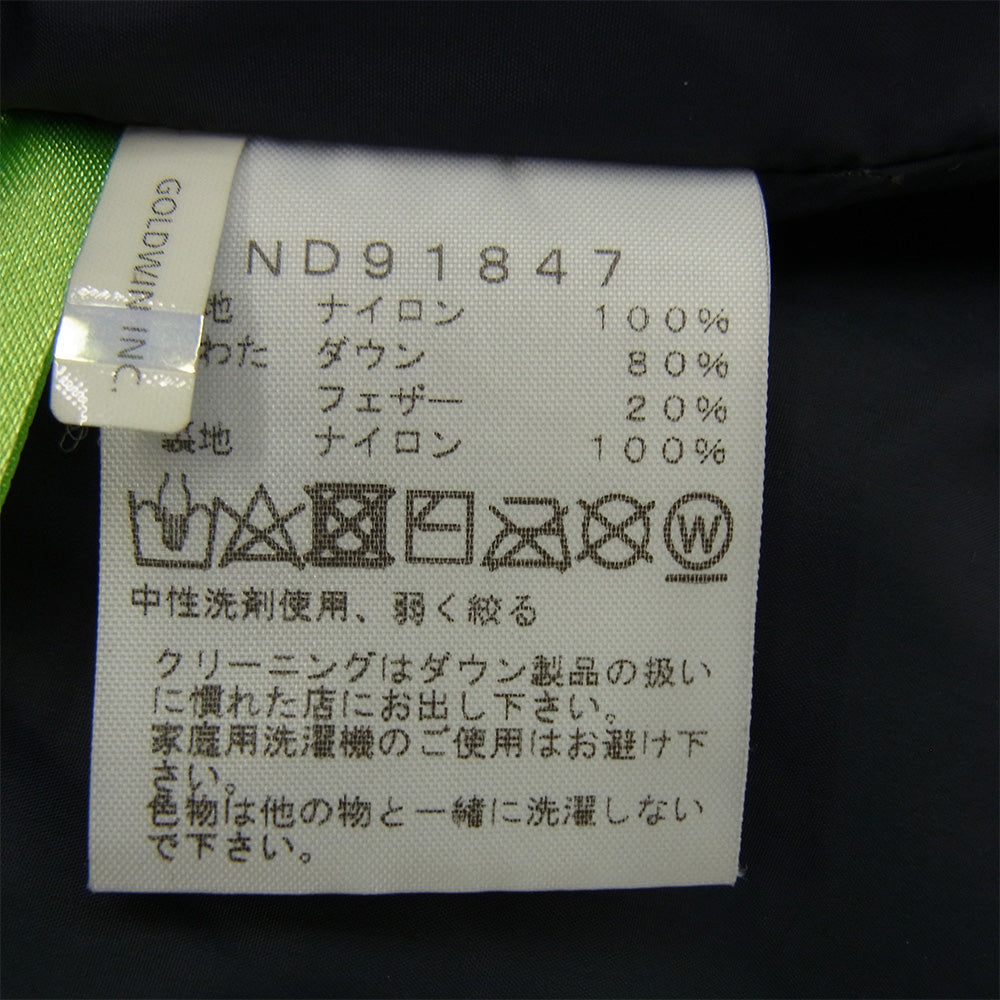 GOLDWIN INC.
ND91847
地 ナイロン 100%
わた ダウン 80%
フェザー 20%
裏地 ナイロン 100%
W
中性洗剤使用、弱く絞る
クリーニングはダウン製品の扱い
に慣れた店にお出し下さい。
家庭用洗濯機のご使用はお避け下
さい。
色物は他の物と一緒に洗濯しない
で下さい。